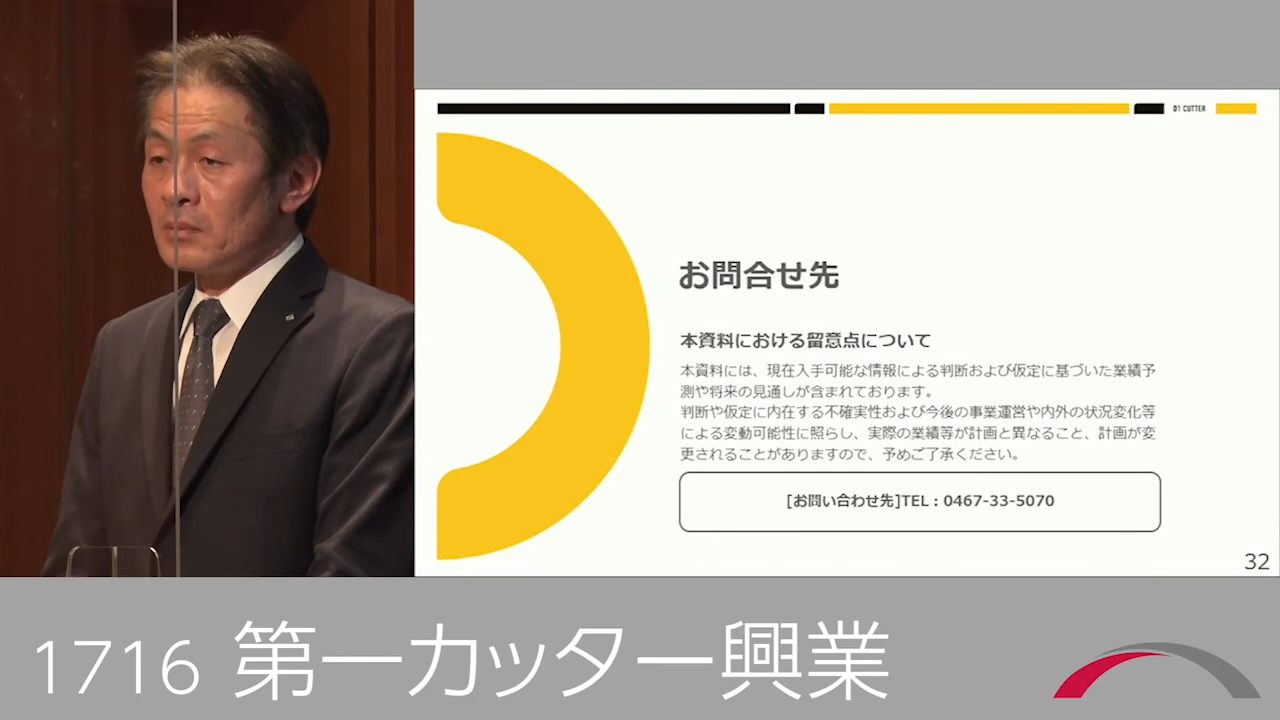 D1 CUTTER
お問合せ先
本資料における留意点について
本資料には、現在入手可能な情報による判断および仮定に基づいた業績予
測や将来の見通しが含まれております。
判断や仮定に内在する不確実性および今後の事業運営や内外の状況変化等
による変動可能性に照らし、実際の業績等が計画と異なること、計画が変
更されることがありますので、予めご了承ください。
[お問い合わせ先]TEL：0467-33-5070
32
1716 第一カッター興業